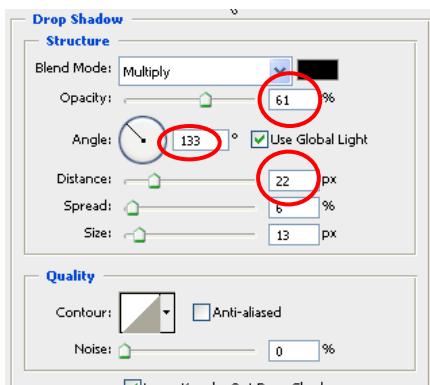 Drop Shadow
Structure
Blend Mode: Multiply
Opacity: 61 %
Angle: 133 ° Use Global Light
Distance: 22 px
Spread: 6 %
Size: 13 px
Quality
Contour: Anti-aliased
Noise: 0 %